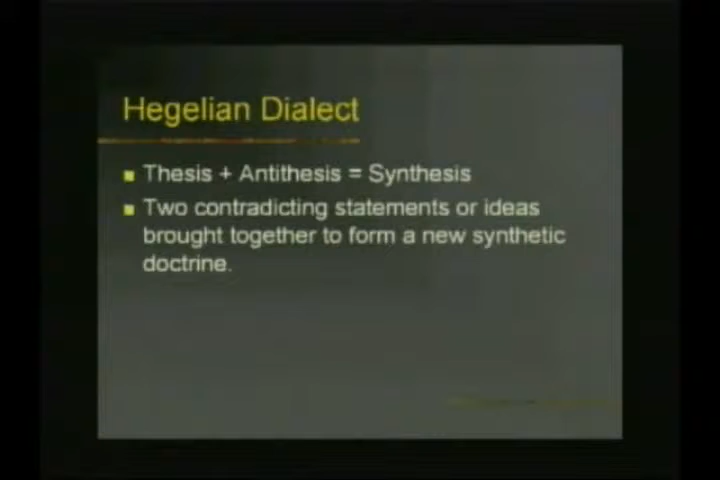 Hegelian Dialect
Thesis + Antithesis = Synthesis
Two contradicting statements or ideas
brought together to form a new synthetic
doctrine.